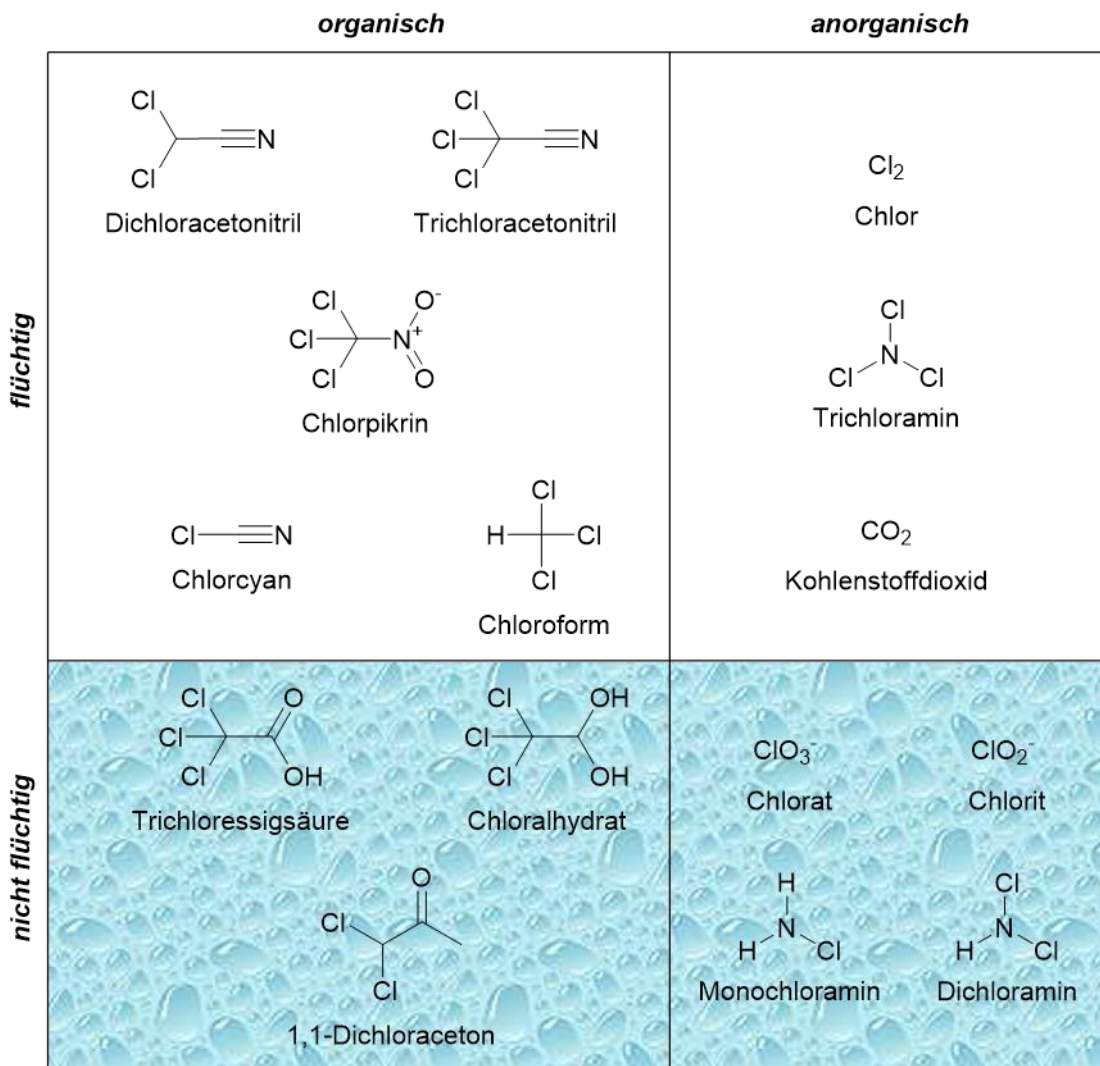 organisch
anorganisch
flüchtig
Cl
Cl
N
Dichloracetonitril
Cl
Cl
Cl
N
Trichloracetonitril
Cl₂
Chlor
Cl
Cl
Cl
N⁺
O⁻
O
Chlorpikrin
Cl
N
Cl
Cl
Trichloramin
Cl
N
Chlorcyan
Cl
H
Cl
Cl
Chloroform
CO₂
Kohlenstoffdioxid
nicht flüchtig
Cl
O
Cl
Cl
OH
Trichloressigsäure
Cl
OH
Cl
Cl
OH
Chloralhydrat
ClO₃⁻
Chlorat
ClO₂⁻
Chlorit
O
Cl
Cl
1,1-Dichloraceton
H
N
H
Cl
Monochloramin
Cl
N
H
Cl
Dichloramin